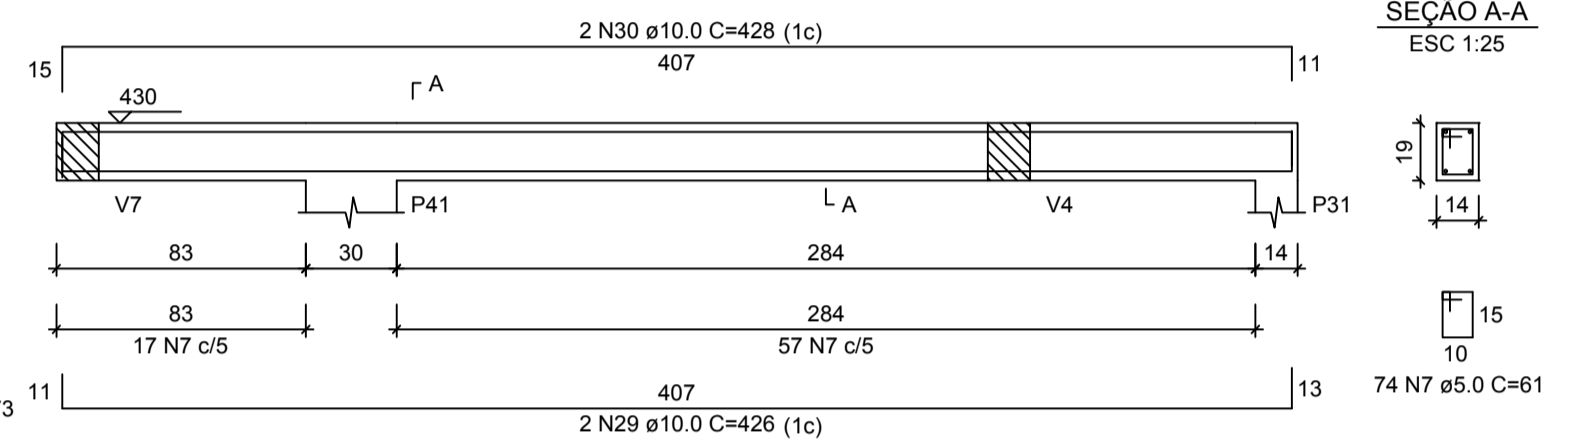 2 N30 ø10.0 C=428 (1c)
15 407 11
A
430
V7 P41 A V4 P31
83 30 284 14
83 284
17 N7 c/5 57 N7 c/5
11 407 13
2 N29 ø10.0 C=426 (1c)
SEÇÃO A-A
ESC 1:25
19
14
15
10
74 N7 ø5.0 C=61